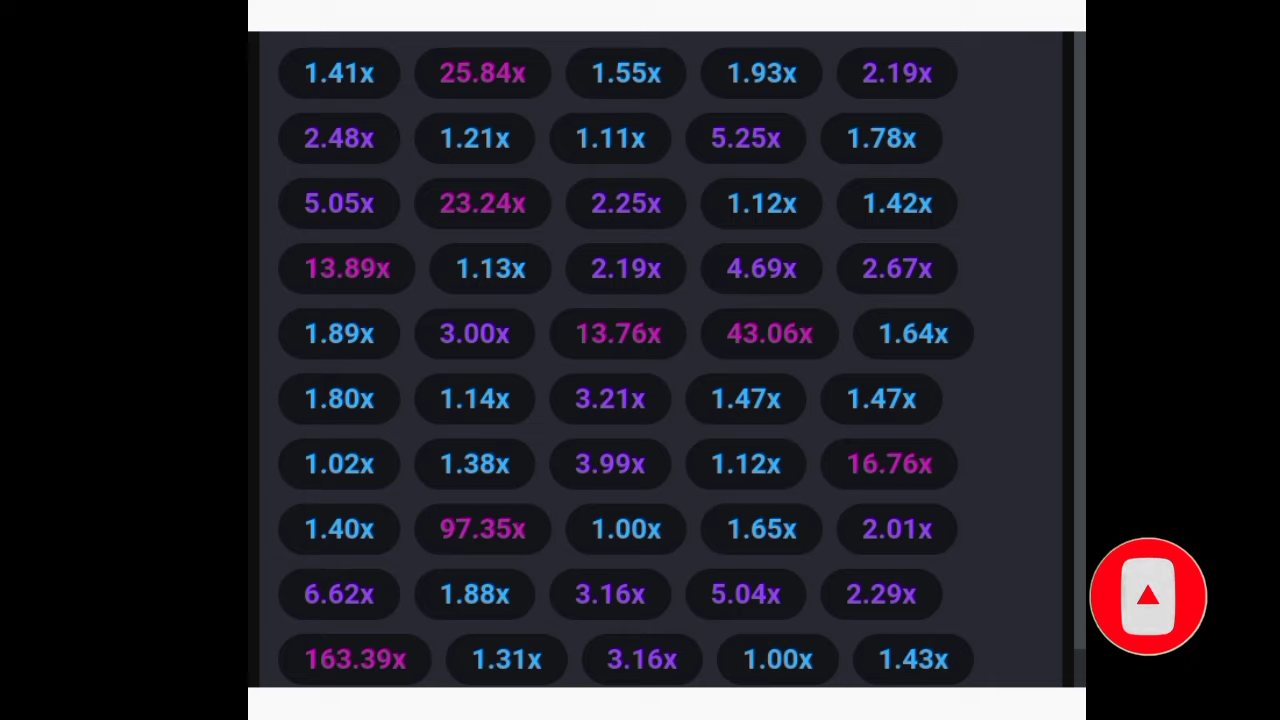 1.41x 25.84x 1.55x 1.93x 2.19x
2.48x 1.21x 1.11x 5.25x 1.78x
5.05x 23.24x 2.25x 1.12x 1.42x
13.89x 1.13x 2.19x 4.69x 2.67x
1.89x 3.00x 13.76x 43.06x 1.64x
1.80x 1.14x 3.21x 1.47x 1.47x
1.02x 1.38x 3.99x 1.12x 16.76x
1.40x 97.35x 1.00x 1.65x 2.01x
6.62x 1.88x 3.16x 5.04x 2.29x
163.39x 1.31x 3.16x 1.00x 1.43x